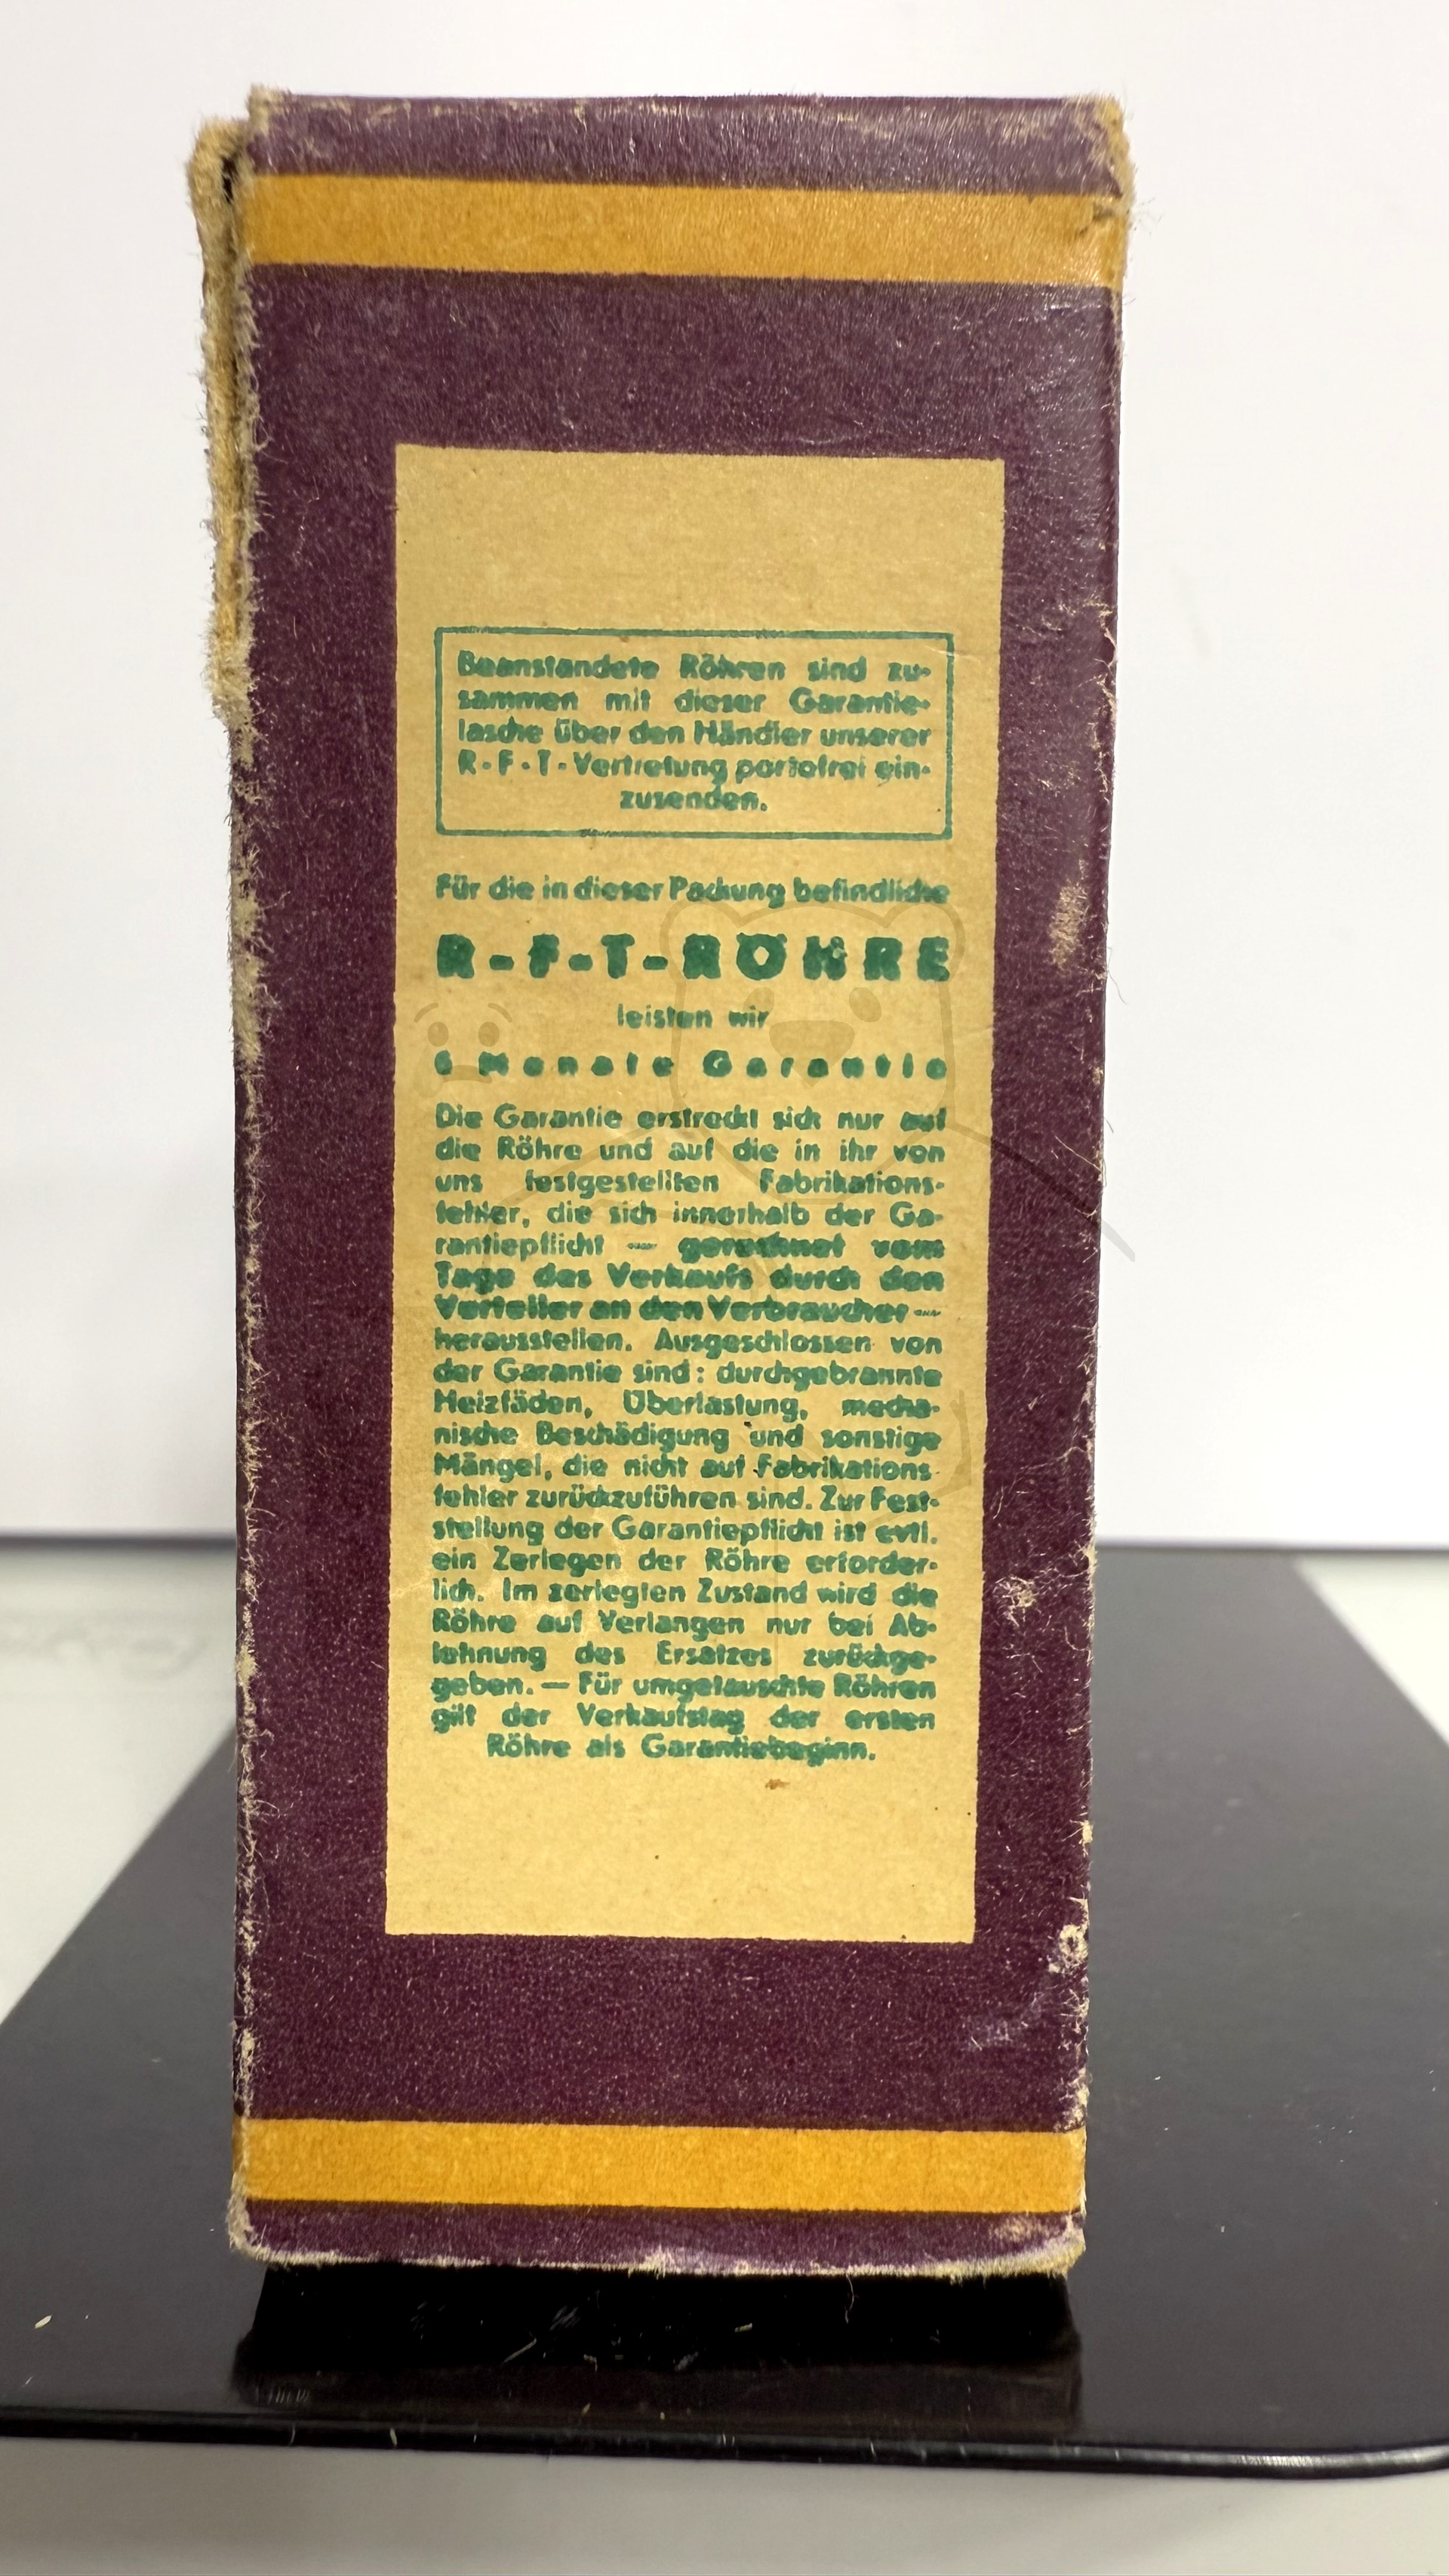 Beanstandete Röhren sind zu-
sammen mit dieser Garantie-
lasche über den Händler unserer
R-F-T-Vertretung portofrei ein-
zusenden.
Für die in dieser Packung befindliche
R-F-T-RÖHRE
leisten wir
6 Monate Garantie
Die Garantie erstreckt sich nur auf
die Röhre und auf die in ihr von
uns festgestellten Fabrikations-
fehler, die sich innerhalb der Ga-
rantiepflicht — gerechnet vom
Tage des Verkaufs durch den
Verteiler an den Verbraucher —
herausstellen. Ausgeschlossen von
der Garantie sind: durchgebrannte
Heizfäden, Überlastung, mecha-
nische Beschädigung und sonstige
Mängel, die nicht auf Fabrikations
fehler zurückzuführen sind. Zur Fest-
stellung der Garantiepflicht ist evtl.
ein Zerlegen der Röhre erforder-
lich. Im zerlegten Zustand wird die
Röhre auf Verlangen nur bei Ab-
lehnung des Ersatzes zurückge-
geben. — Für umgetauschte Röhren
gilt der Verkaufstag der ersten
Röhre als Garantiebeginn.